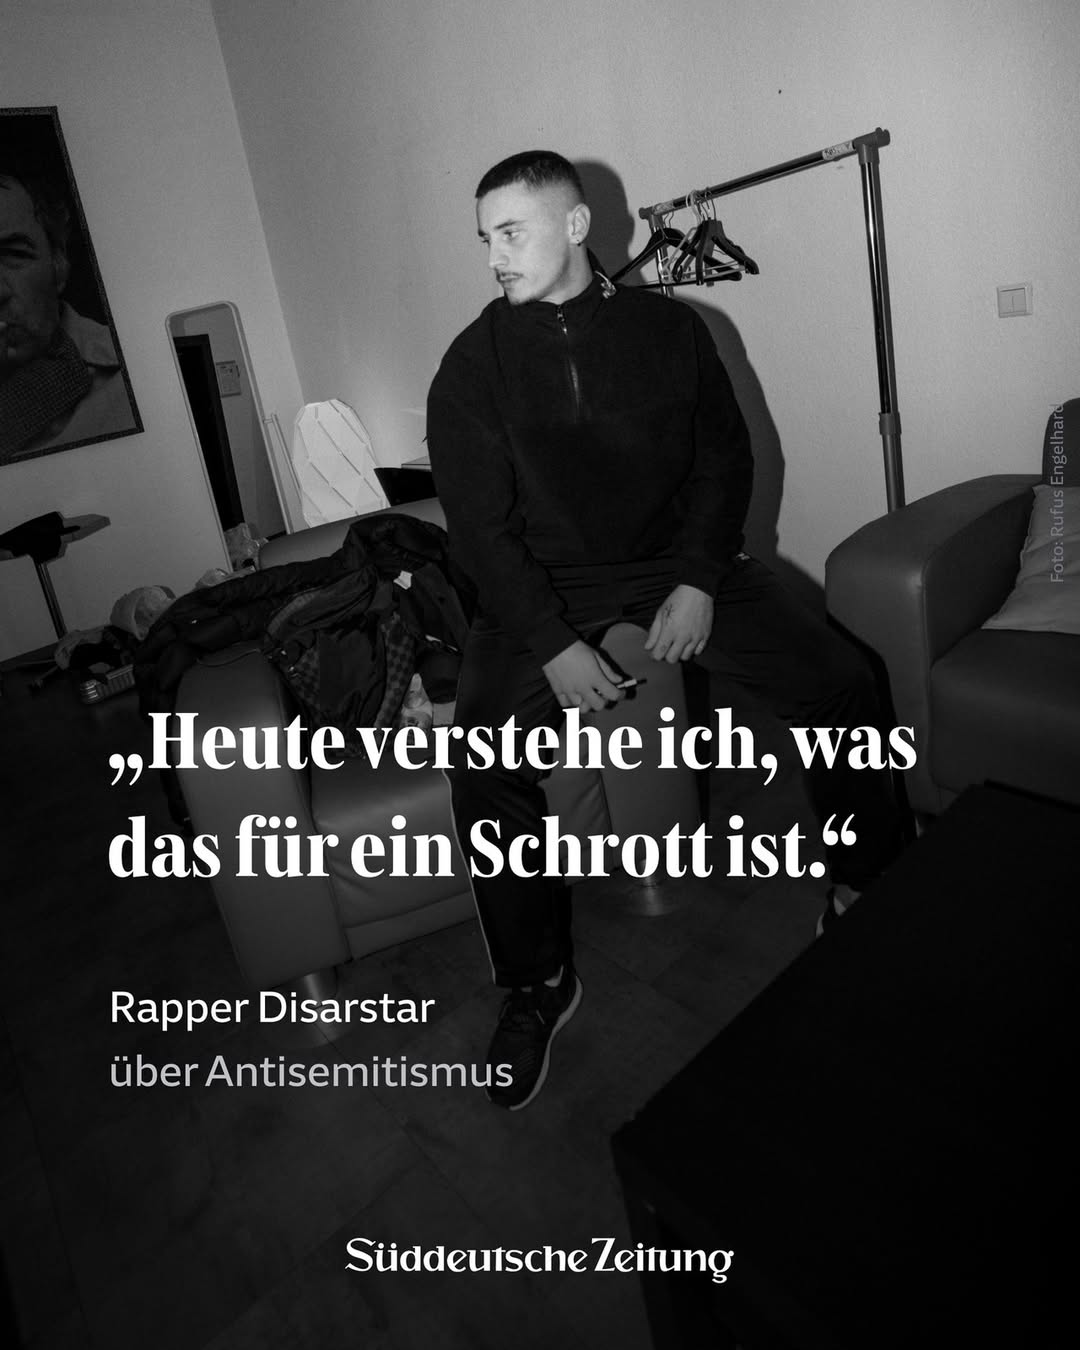 Foto: Rufus Engelhard
„Heute verstehe ich, was
das für ein Schrott ist.“
Rapper Disarstar
über Antisemitismus
Süddeutsche Zeitung